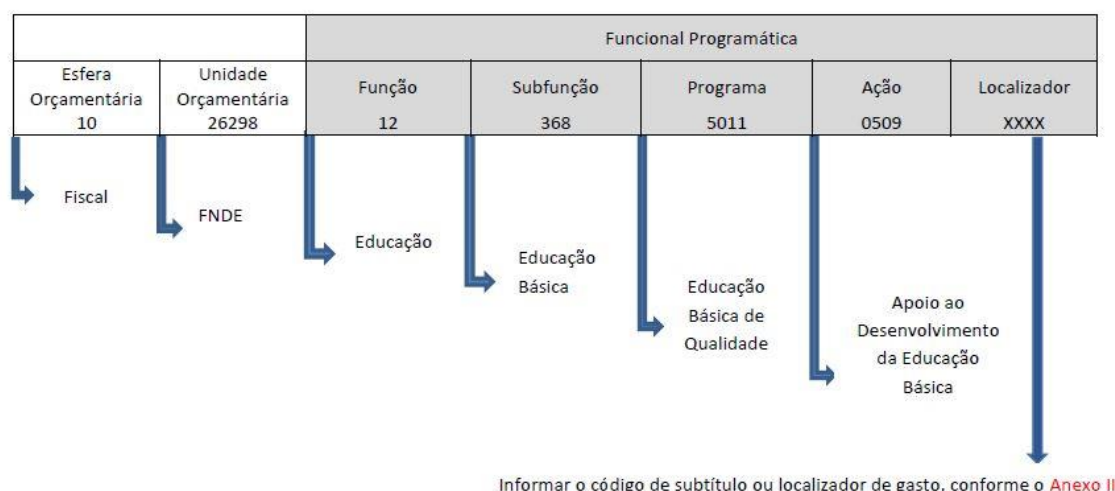 Funcional Programática
Esfera Orçamentária
10
Unidade Orçamentária
26298
Função
12
Subfunção
368
Programa
5011
Ação
0509
Localizador
XXXX
Fiscal
FNDE
Educação
Educação
Básica
Educação
Básica de
Qualidade
Apoio ao
Desenvolvimento
da Educação
Básica
Informar o código de subtítulo ou localizador de gasto, conforme o Anexo II